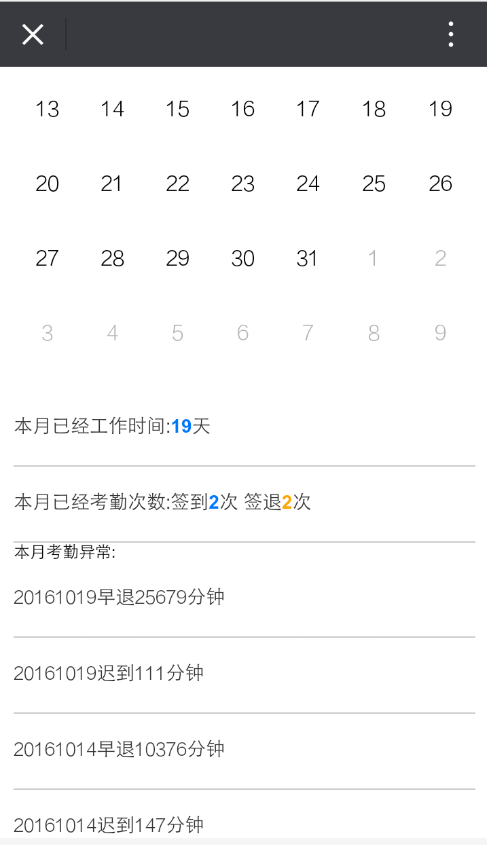 13 14 15 16 17 18 19
20 21 22 23 24 25 26
27 28 29 30 31 1 2
3 4 5 6 7 8 9
本月已经工作时间:19天
本月已经考勤次数:签到2次 签退2次
本月考勤异常:
20161019早退25679分钟
20161019迟到111分钟
20161014早退10376分钟
20161014迟到147分钟